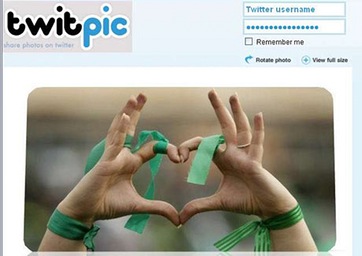 twitpic
share photos on twitter
Twitter username
Remember me
Rotate photo
View full size